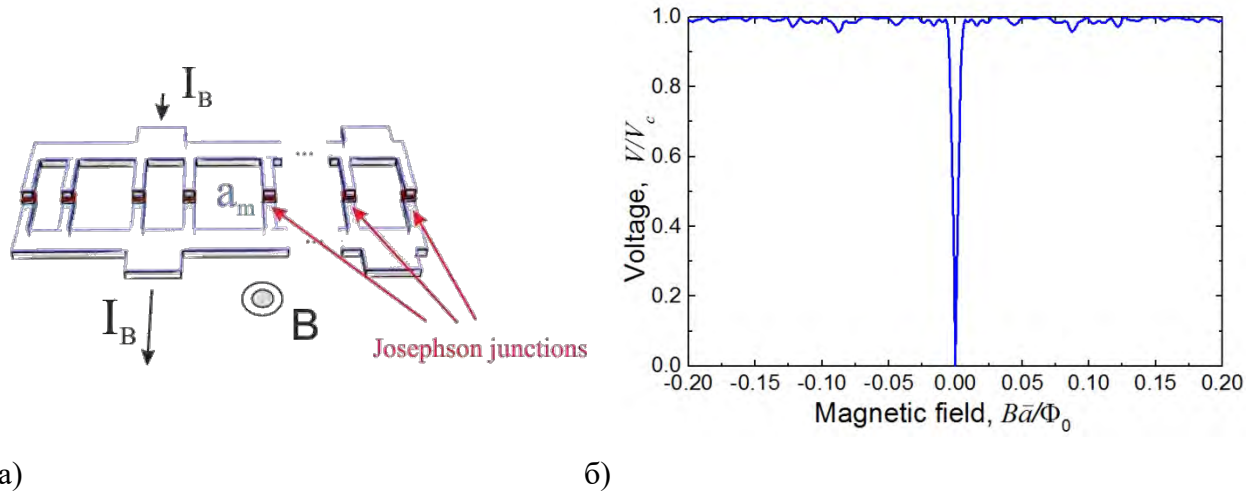 I_B
...
a_m
...
I_B
B
Josephson junctions
а)
1.0
0.8
0.6
0.4
0.2
0.0
Voltage, V/V_c
-0.20 -0.15 -0.10 -0.05 0.00 0.05 0.10 0.15 0.20
Magnetic field, Bā/Φ₀
б)